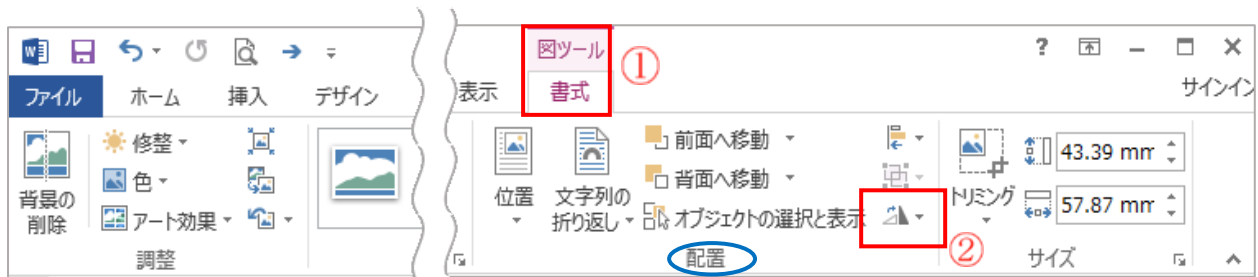 図ツール
①
?
ファイル
ホーム
挿入
デザイン
表示
書式
サインイン
背景の
削除
修整
色
アート効果
調整
位置
文字列の
折り返し
前面へ移動
背面へ移動
オブジェクトの選択と表示
配置
②
トリミング
43.39 mm
57.87 mm
サイズ